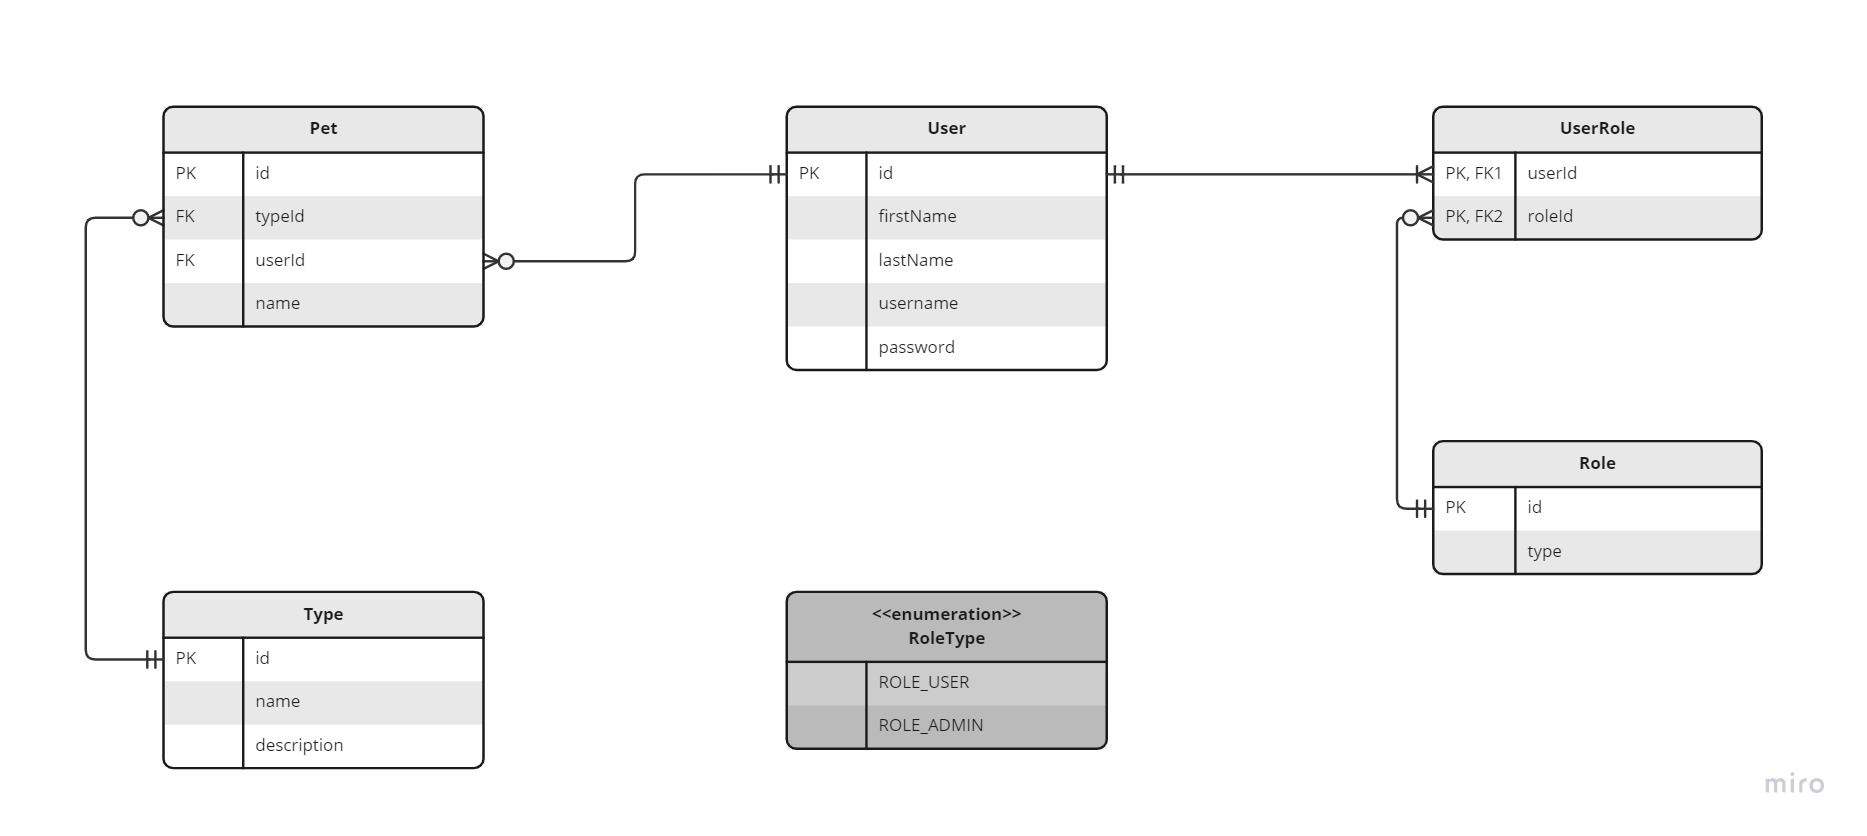 Pet
PK id
FK typeId
FK userId
name
User
PK id
firstName
lastName
username
password
UserRole
PK, FK1 userId
PK, FK2 roleId
Role
PK id
type
Type
PK id
name
description
<<enumeration>>
RoleType
ROLE_USER
ROLE_ADMIN
miro